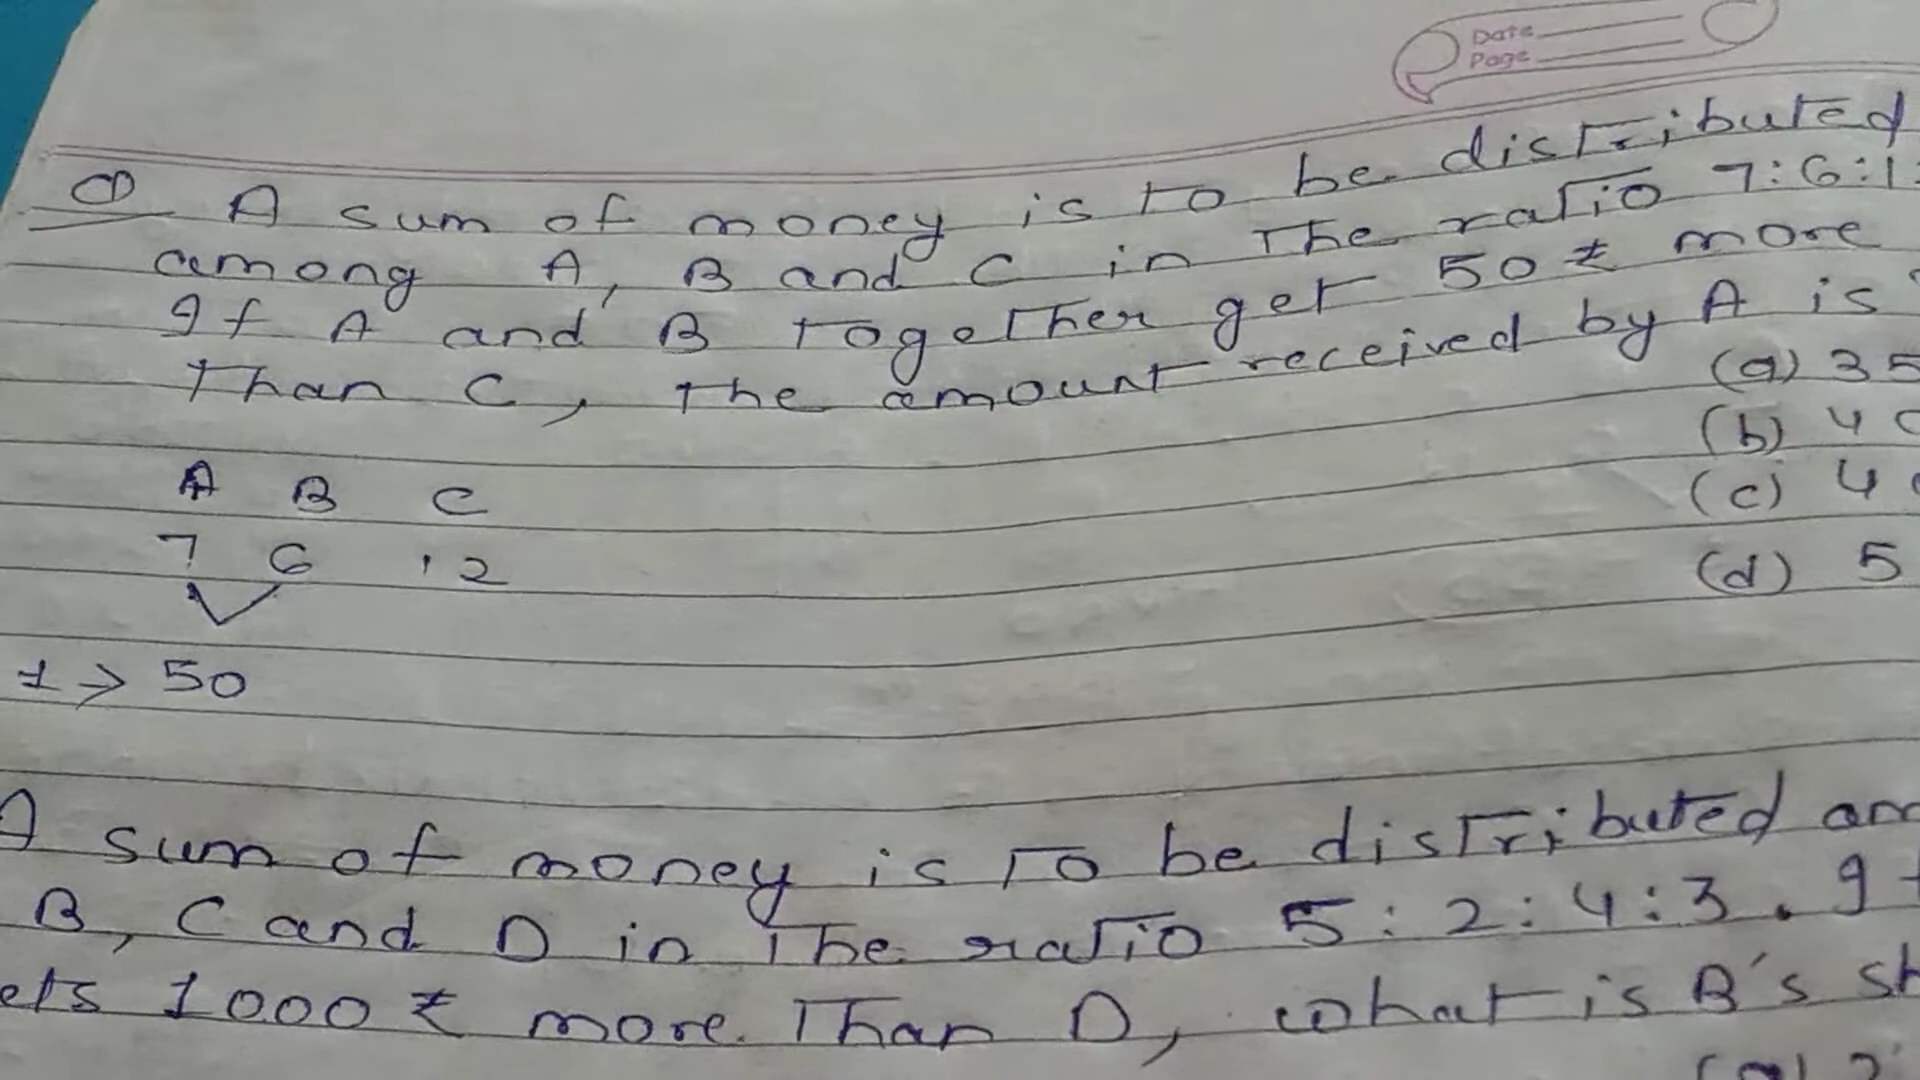 Date
Page
① A sum of money is to be distributed
among A, B and C in the ratio 7:6:1
If A and B together get 50 ₹ more
than C, the amount received by A is
(a) 35
(b) 4
(c) 4
(d) 5
A B C
7 6 12
1 → 50
A sum of money is to be distributed
B, C and D in the ratio 5:2:4:3.
1000 ₹ more than D, what is B's